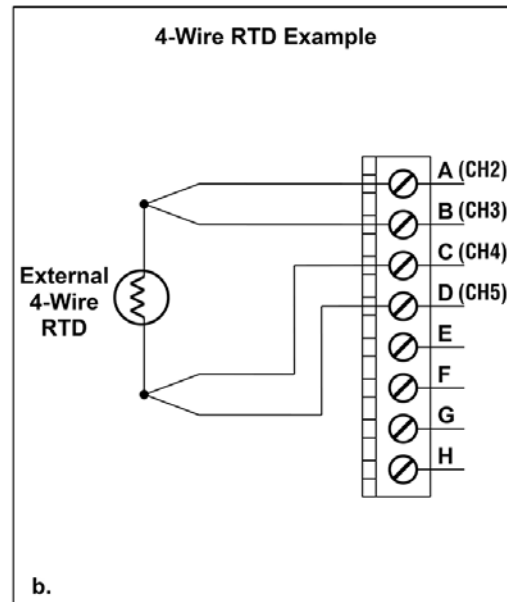 4-Wire RTD Example
A (CH2)
B (CH3)
C (CH4)
D (CH5)
E
F
G
H
External
4-Wire
RTD
b.